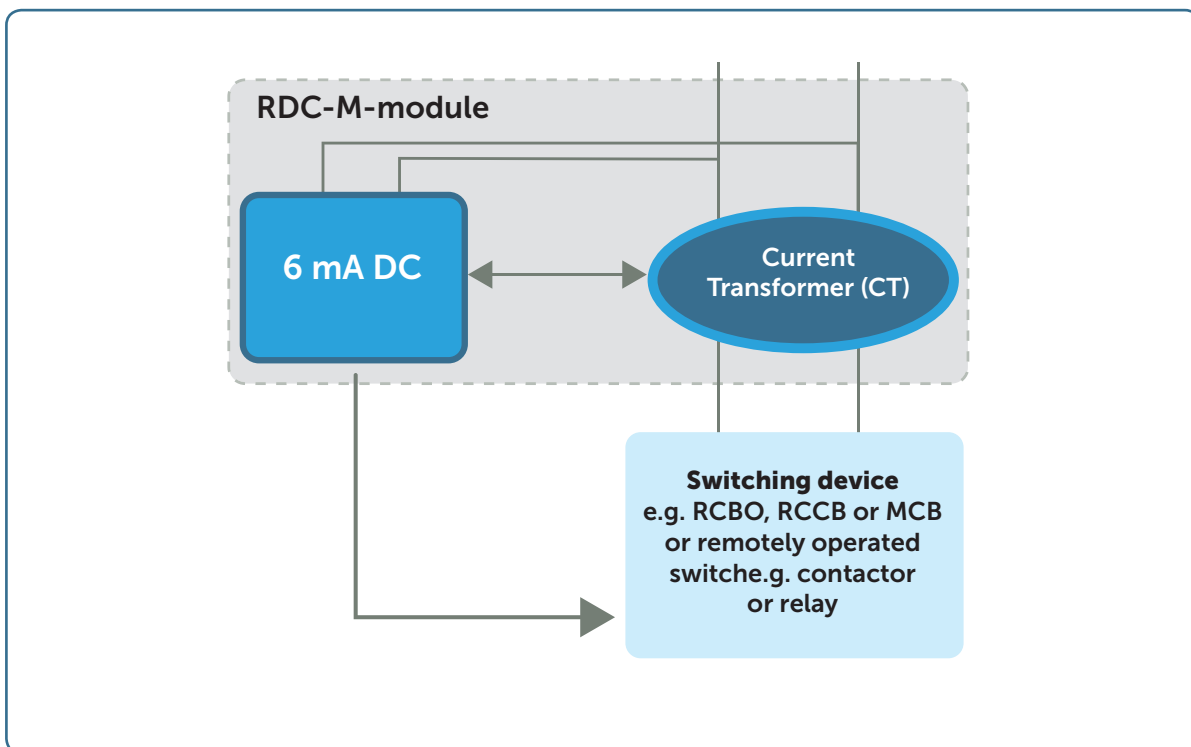 RDC-M-module
6 mA DC
Current
Transformer (CT)
Switching device
e.g. RCBO, RCCB or MCB
or remotely operated
switche.g. contactor
or relay